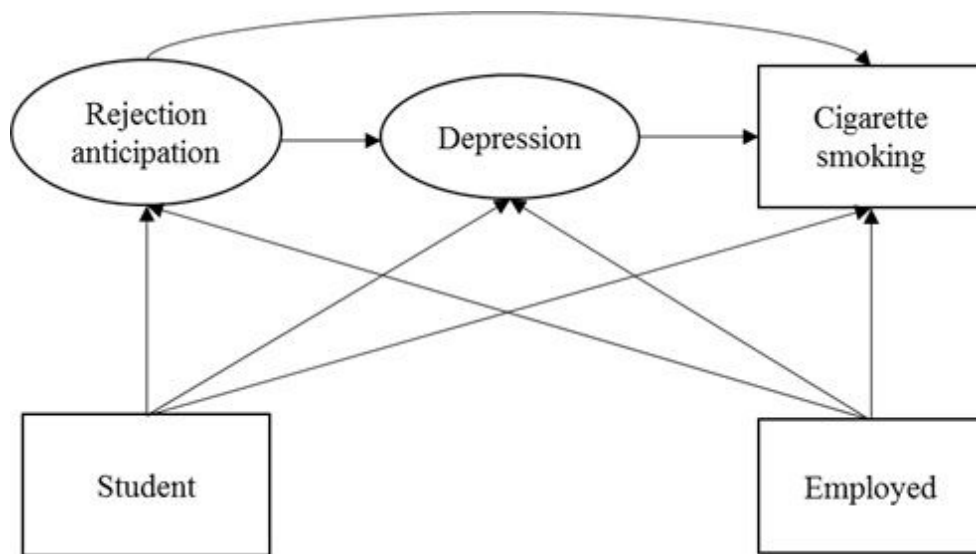 Rejection
anticipation
Depression
Cigarette
smoking
Student
Employed